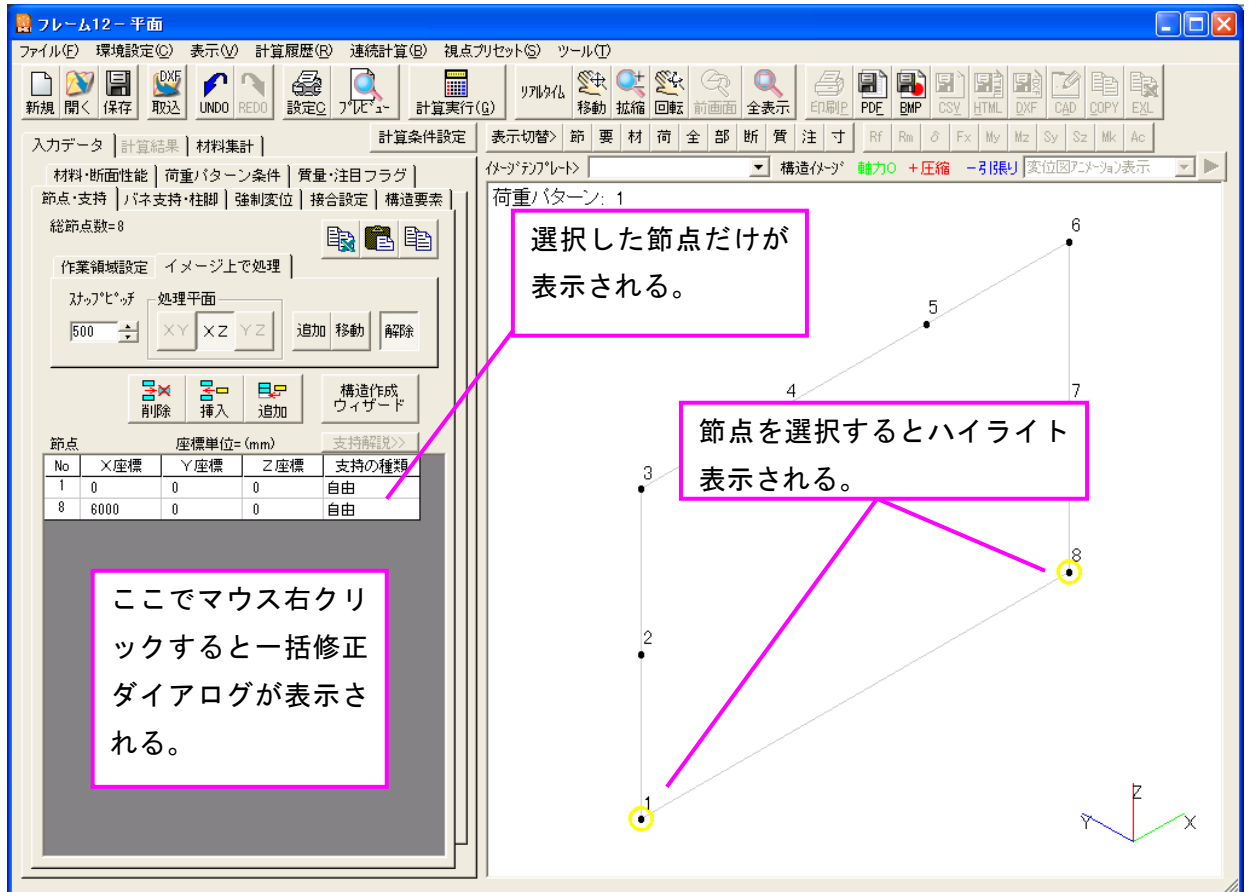 フレーム12－平面
ファイル(F) 環境設定(C) 表示(V) 計算履歴(R) 連続計算(B) 視点プリセット(S) ツール(T)
新規 開く 保存 DXF 取込 UNDO REDO 設定C プレビュー 計算実行(G) リアルタイム 移動 拡縮 回転 前画面 全表示 印刷P PDF BMP CSV HTML DXF CAD COPY EXL
入力データ 計算結果 材料集計 計算条件設定 表示切替> 節 要 材 荷 全 部 断 質 注 寸 Rf Rm δ Fx My Mz Sy Sz Mk Ac
イメージテンプレート> 構造イメージ 軸力0 +圧縮 -引張り 変位図アニメーション表示
材料・断面性能 荷重パターン条件 質量・注目フラグ
節点・支持 バネ支持・柱脚 強制変位 接合設定 構造要素
総節点数=8
作業領域設定 イメージ上で処理
スナップピッチ 処理平面
500 XY XZ YZ 追加 移動 解除
削除 挿入 追加 構造作成
ウィザード
節点 座標単位=(mm) 支持解説>>
No X座標 Y座標 Z座標 支持の種類
1 0 0 0 自由
8 6000 0 0 自由
ここでマウス右クリ
ックすると一括修正
ダイアログが表示さ
れる。
荷重パターン: 1
選択した節点だけが
表示される。
6
5
4
7
節点を選択するとハイライト
表示される。
3
8
2
1
Z
Y
X